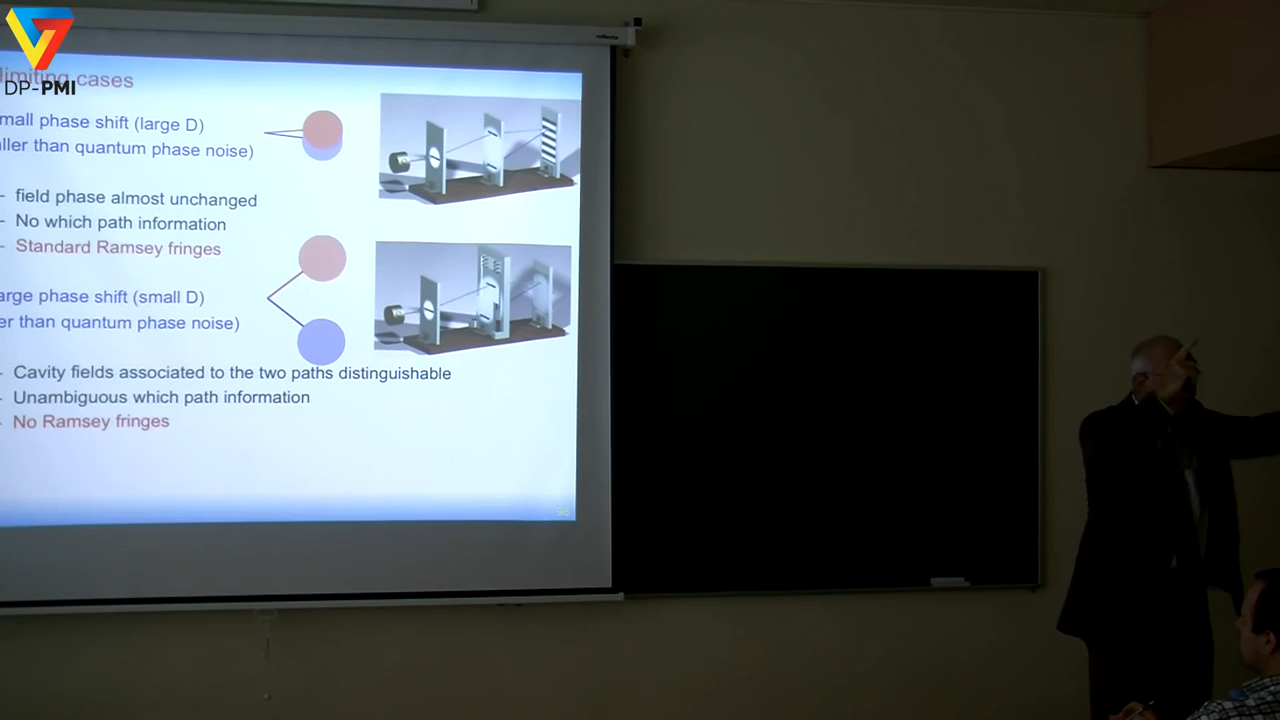 reflecta
limiting cases
DP-PMI
mall phase shift (large D)
ller than quantum phase noise)
- field phase almost unchanged
- No which path information
- Standard Ramsey fringes
arge phase shift (small D)
er than quantum phase noise)
- Cavity fields associated to the two paths distinguishable
- Unambiguous which path information
- No Ramsey fringes
98